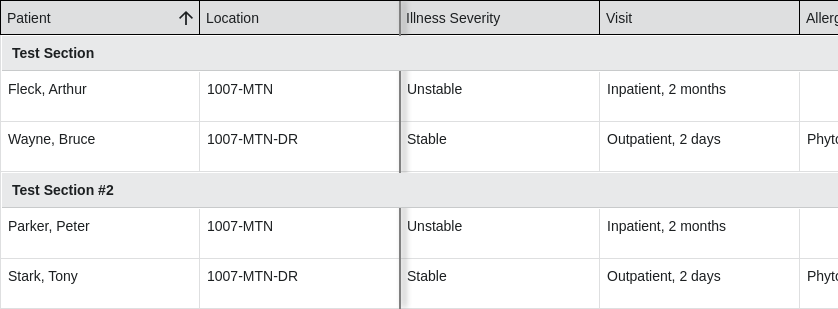 Patient Location Illness Severity Visit Allerg
Test Section
Fleck, Arthur 1007-MTN Unstable Inpatient, 2 months
Wayne, Bruce 1007-MTN-DR Stable Outpatient, 2 days Phyto
Test Section #2
Parker, Peter 1007-MTN Unstable Inpatient, 2 months
Stark, Tony 1007-MTN-DR Stable Outpatient, 2 days Phyto